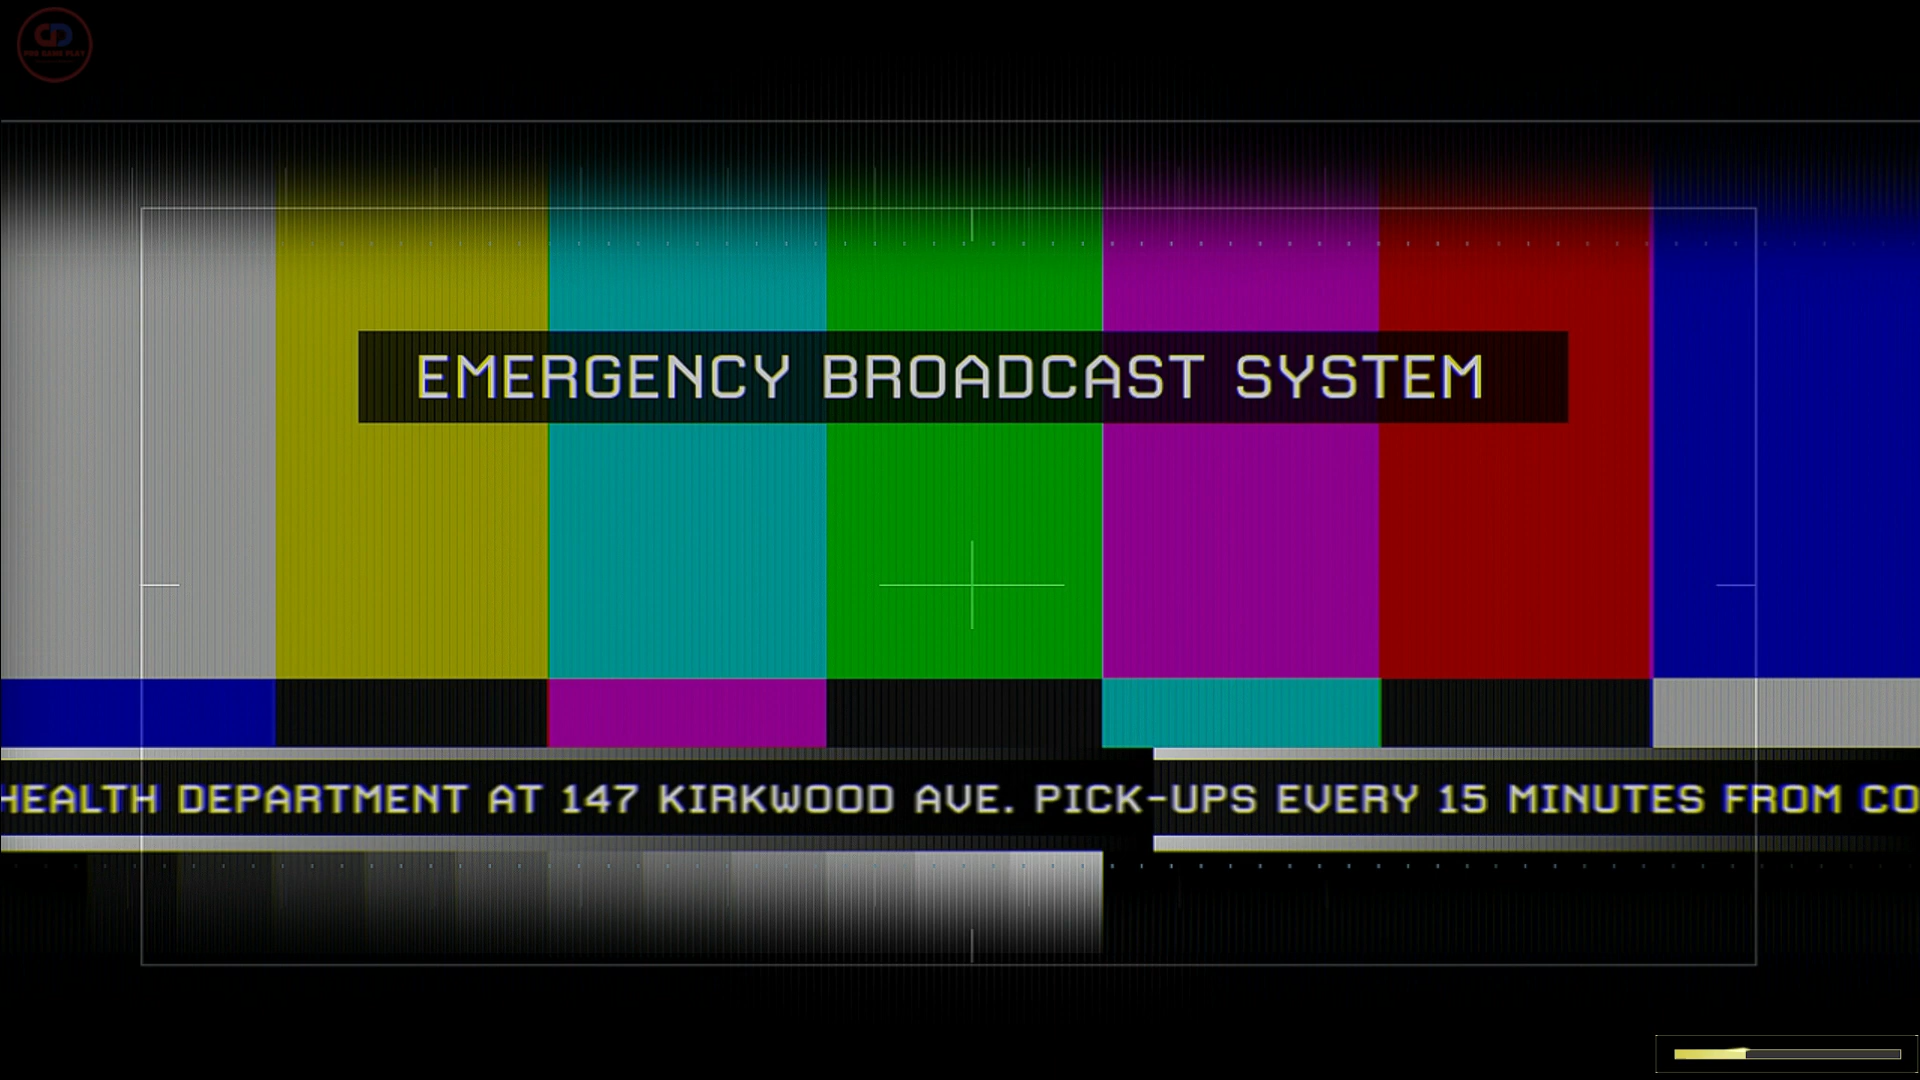 EMERGENCY BROADCAST SYSTEM
HEALTH DEPARTMENT AT 147 KIRKWOOD AVE. PICK-UPS EVERY 15 MINUTES FROM CO